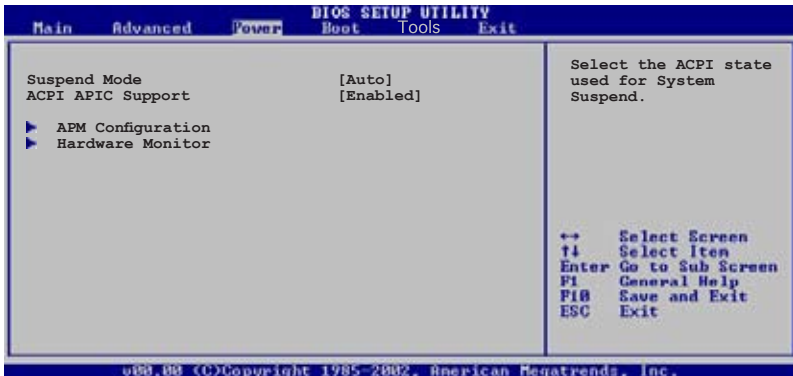 BIOS SETUP UTILITY
Main Advanced Power Boot Tools Exit
Suspend Mode [Auto]
ACPI APIC Support [Enabled]
APM Configuration
Hardware Monitor
Select the ACPI state
used for System
Suspend.
↔ Select Screen
↑↓ Select Item
Enter Go to Sub Screen
F1 General Help
F10 Save and Exit
ESC Exit
v00.00 (C)Copyright 1985-2002, American Megatrends, Inc.